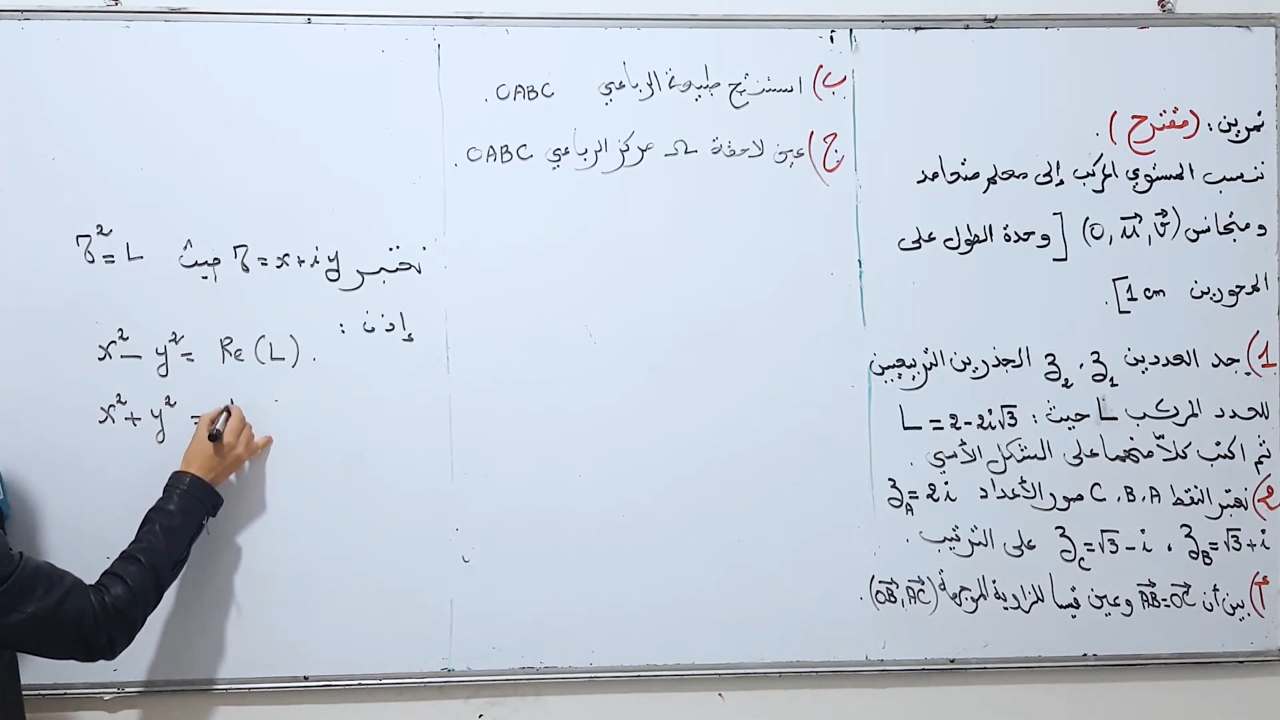 تمرين: (مقترح).
ننسب المستوي المركب إلى معلم متعامد
ومتجانس (O, u⃗, v⃗) [وحدة الطول على
المحورين 1cm].
1) جد العددين z₁، z₂ الجذرين التربيعيين
للعدد المركب L حيث: L = 2-2i√3
ثم اكتب كلاّ منهما على الشكل الأسي.
2) نعتبر النقط A، B، C صور الأعداد z_A = 2i
z_B = √3+i، z_C = √3-i على الترتيب.
أ) بين أن AB⃗ = OC⃗ وعين قيسا للزاوية الموجهة (OB⃗, AC⃗).
ب) استنتج طبيعة الرباعي OABC.
ج) عين لاحقة Ω مركز الرباعي OABC.
نعتبر z = x+iy حيث z² = L
إذن:
x² - y² = Re(L).
x² + y² =